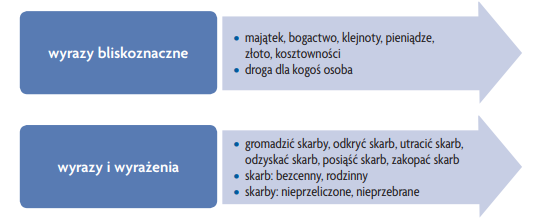 wyrazy bliskoznaczne
• majątek, bogactwo, klejnoty, pieniądze,
złoto, kosztowności
• droga dla kogoś osoba
wyrazy i wyrażenia
• gromadzić skarby, odkryć skarb, utracić skarb,
odzyskać skarb, posiąść skarb, zakopać skarb
• skarb: bezcenny, rodzinny
• skarby: nieprzeliczone, nieprzebrane